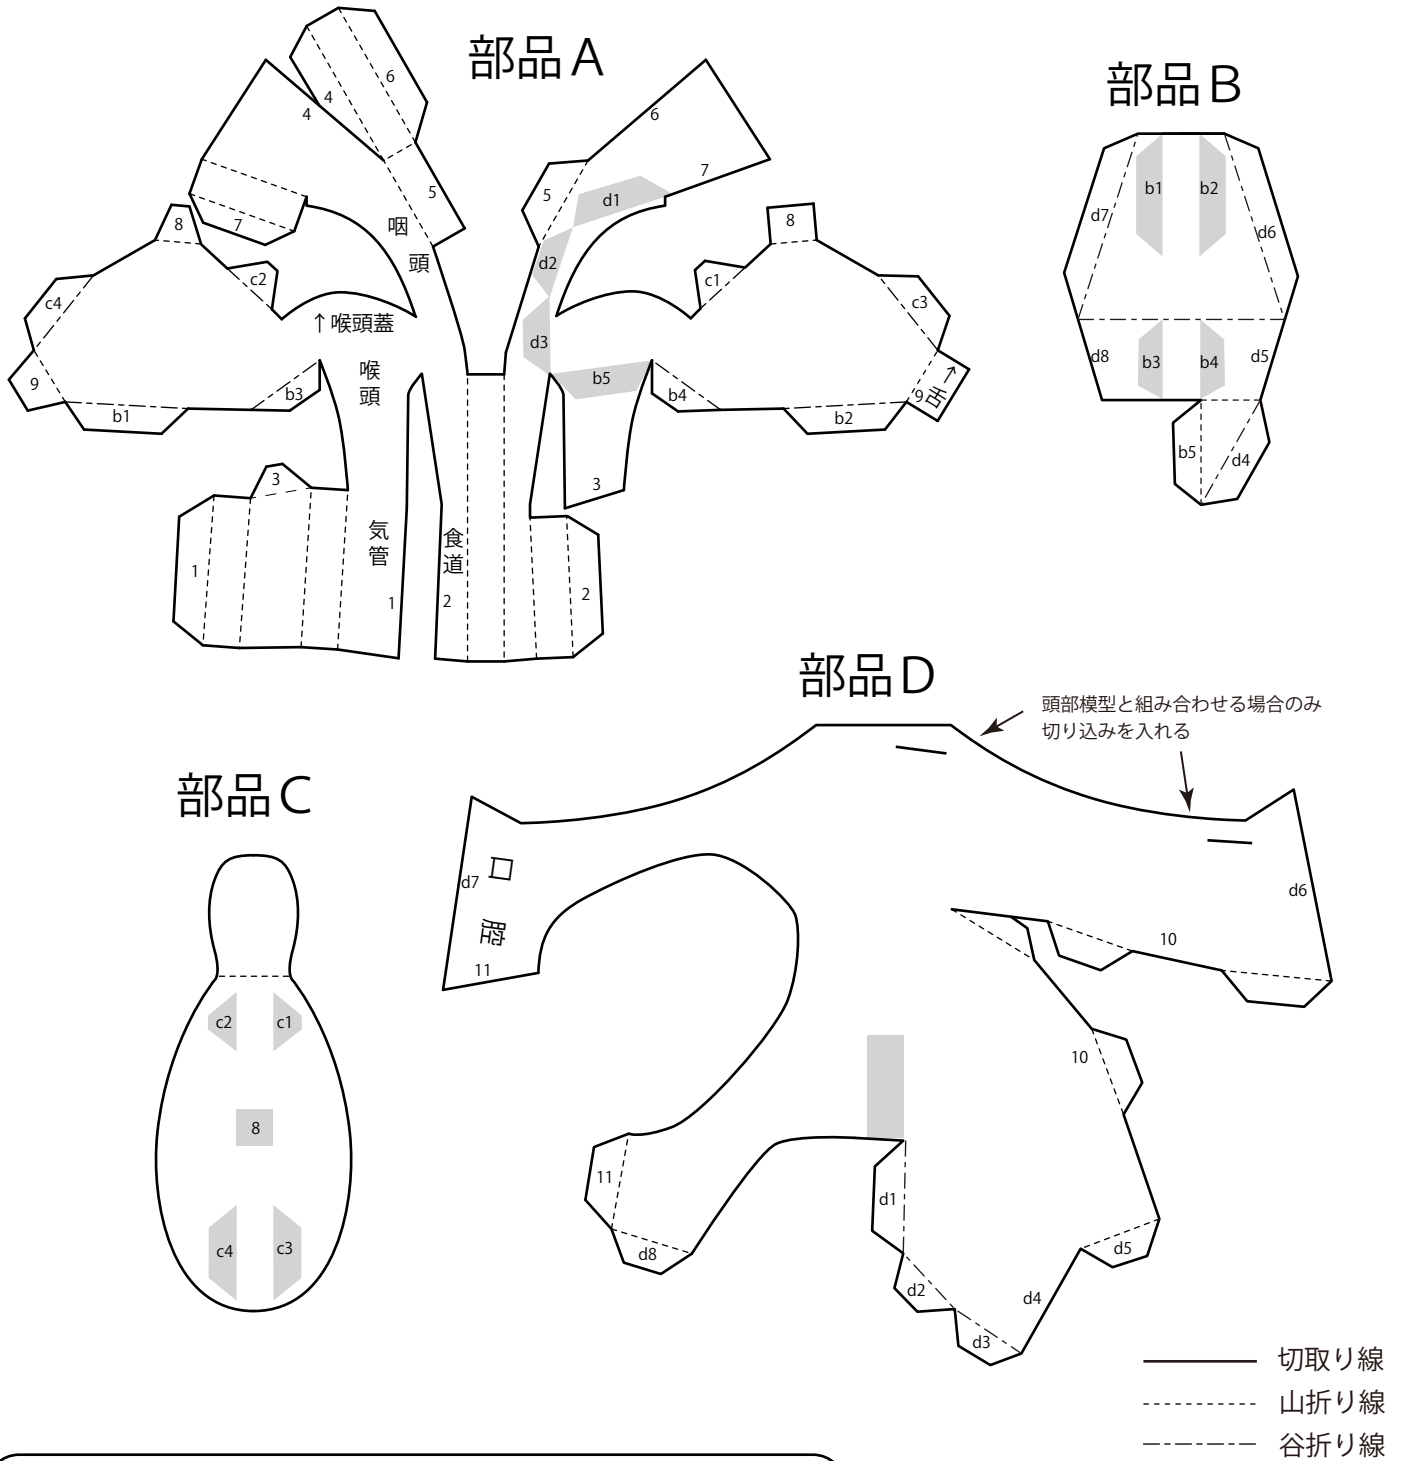 部品A
6
4
4
5
7
8
咽
頭
c2
c4
9
b1
b3
↑喉頭蓋
喉
頭
3
1
気
管
1
食
道
2
2
6
7
5
d1
d2
d3
b5
8
c1
c3
b4
b2
9
←舌
3
部品B
b1
b2
d7
d6
d8
b3
b4
d5
b5
d4
部品C
c2
c1
8
c4
c3
部品D
頭部模型と組み合わせる場合のみ
切り込みを入れる
口
腔
d7
11
d6
10
10
11
d8
d1
d2
d3
d4
d5
切取り線
山折り線
谷折り線